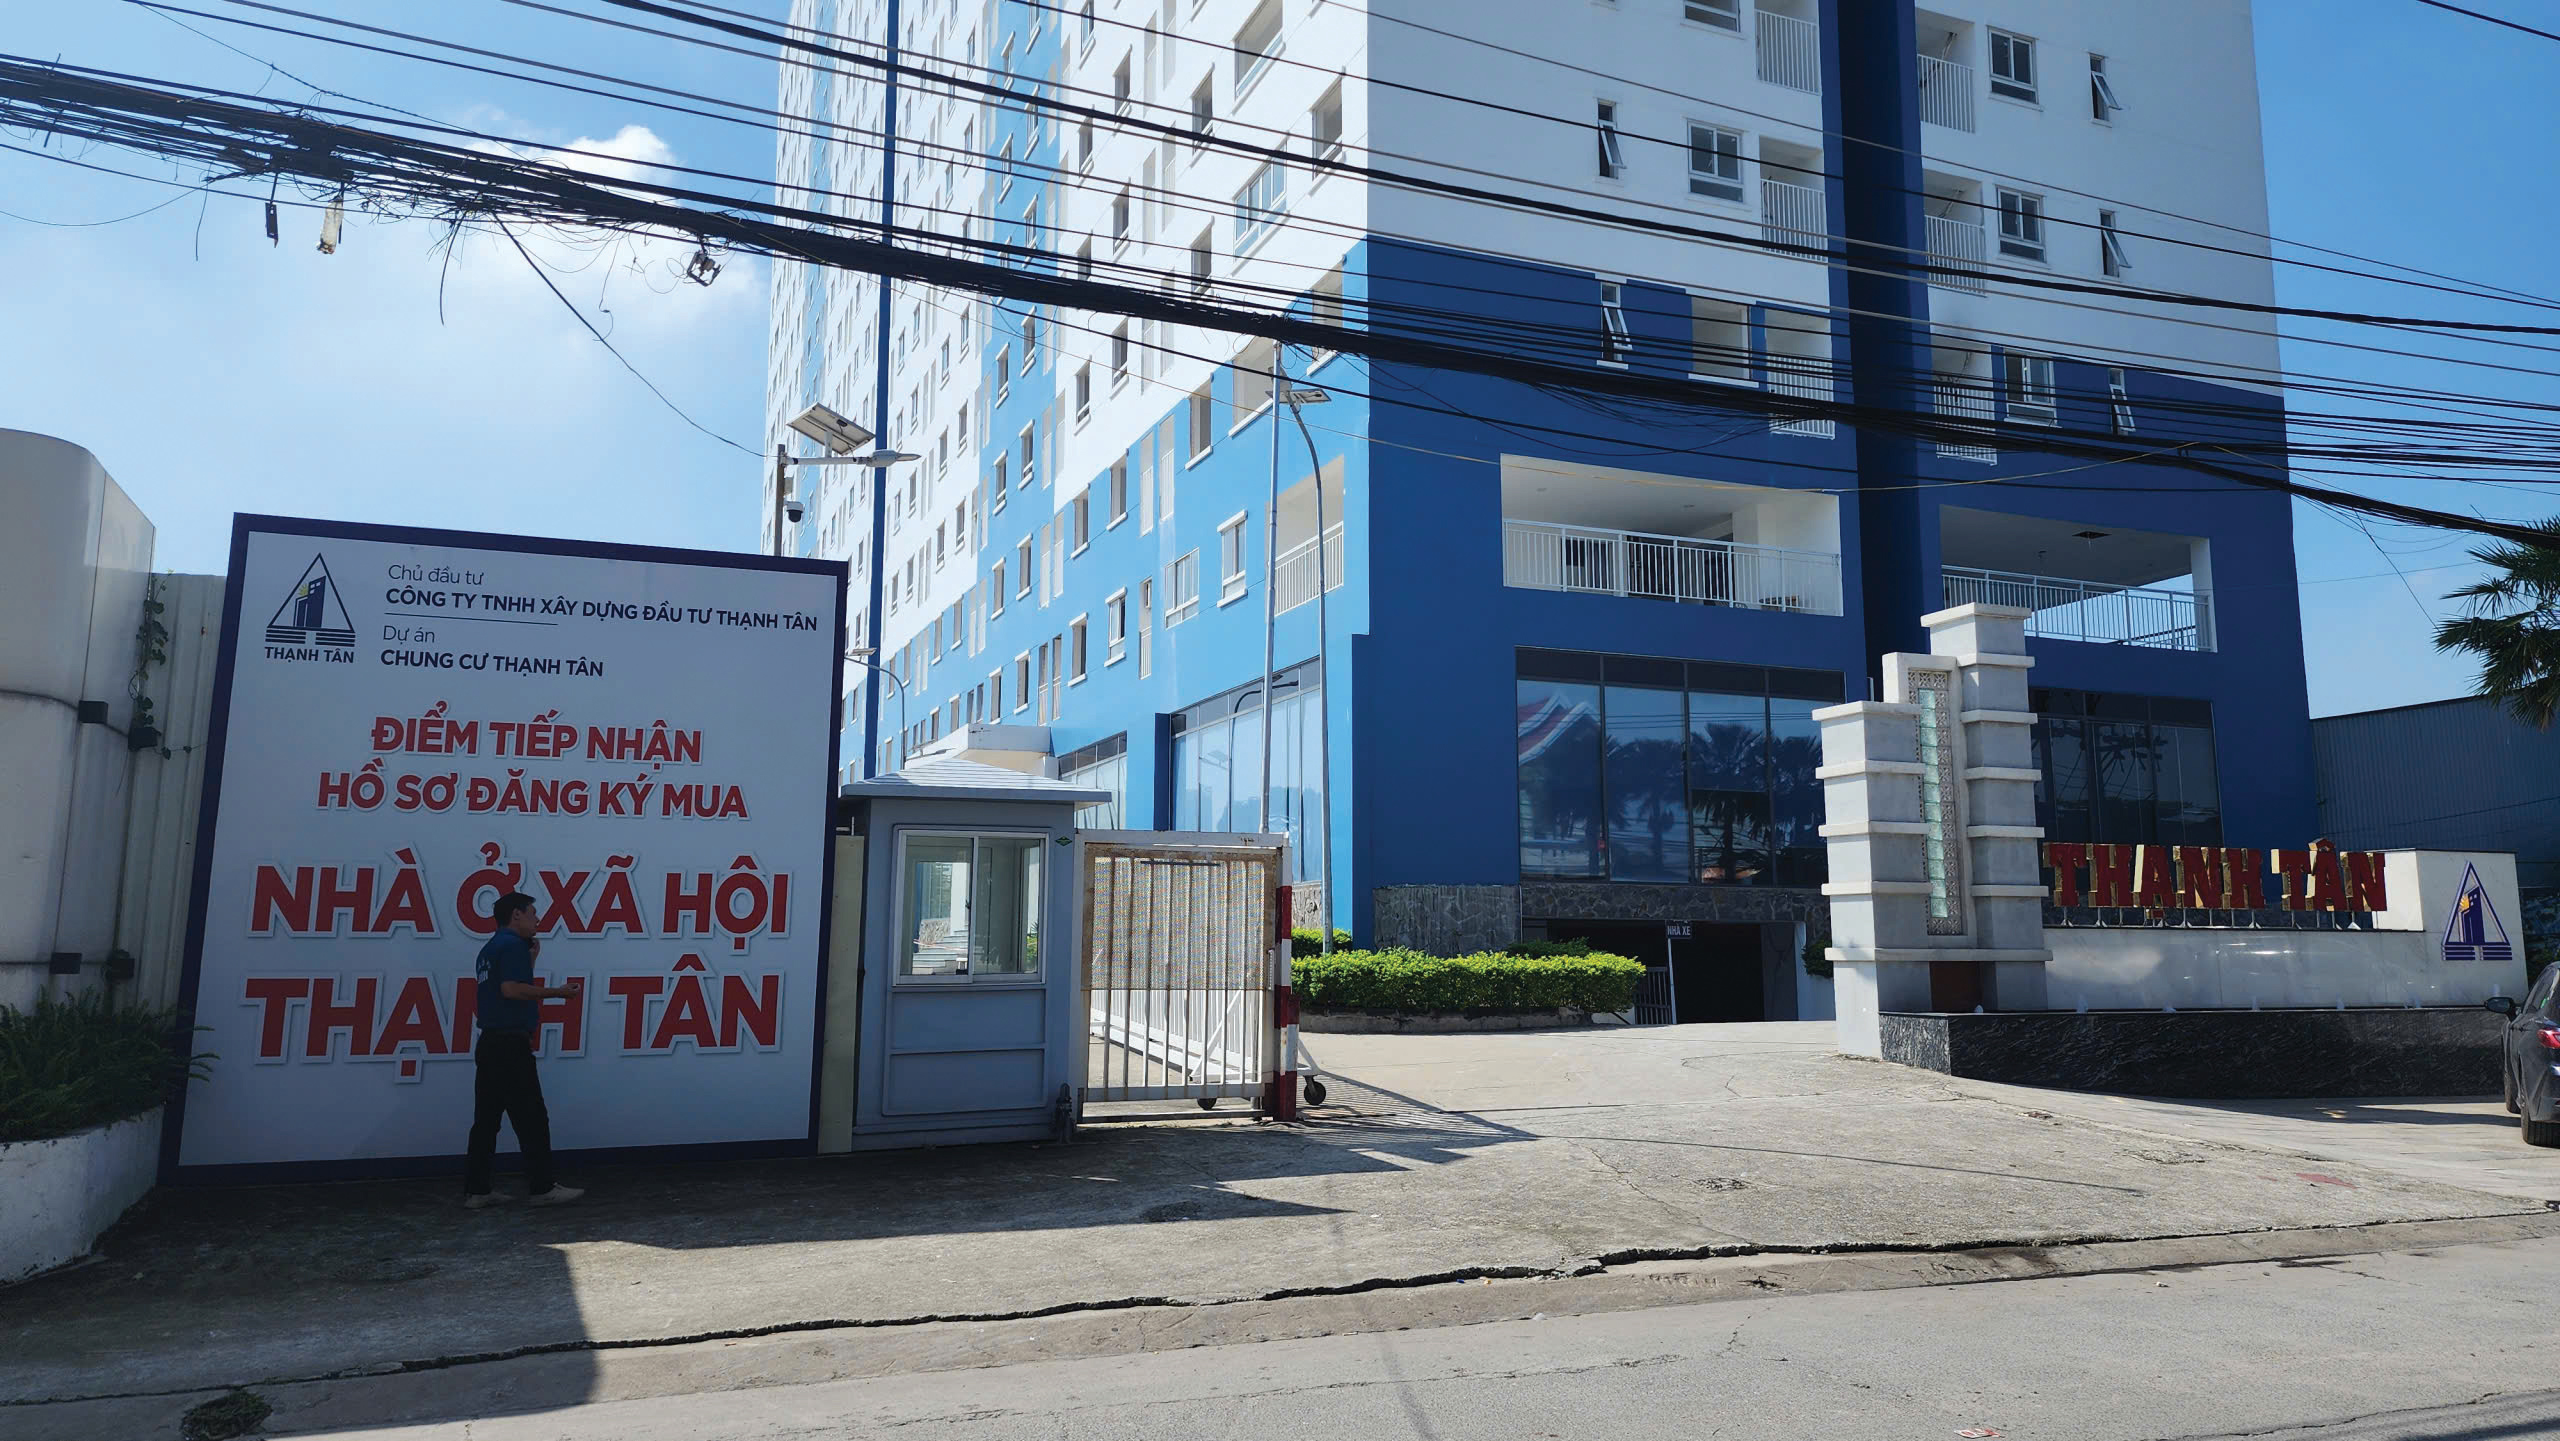 Chủ đầu tư
CÔNG TY TNHH XÂY DỰNG ĐẦU TƯ THẠNH TÂN
Dự án
CHUNG CƯ THẠNH TÂN
THẠNH TÂN
ĐIỂM TIẾP NHẬN
HỒ SƠ ĐĂNG KÝ MUA
NHÀ Ở XÃ HỘI
THẠNH TÂN
NHÀ XE
THẠNH TÂN